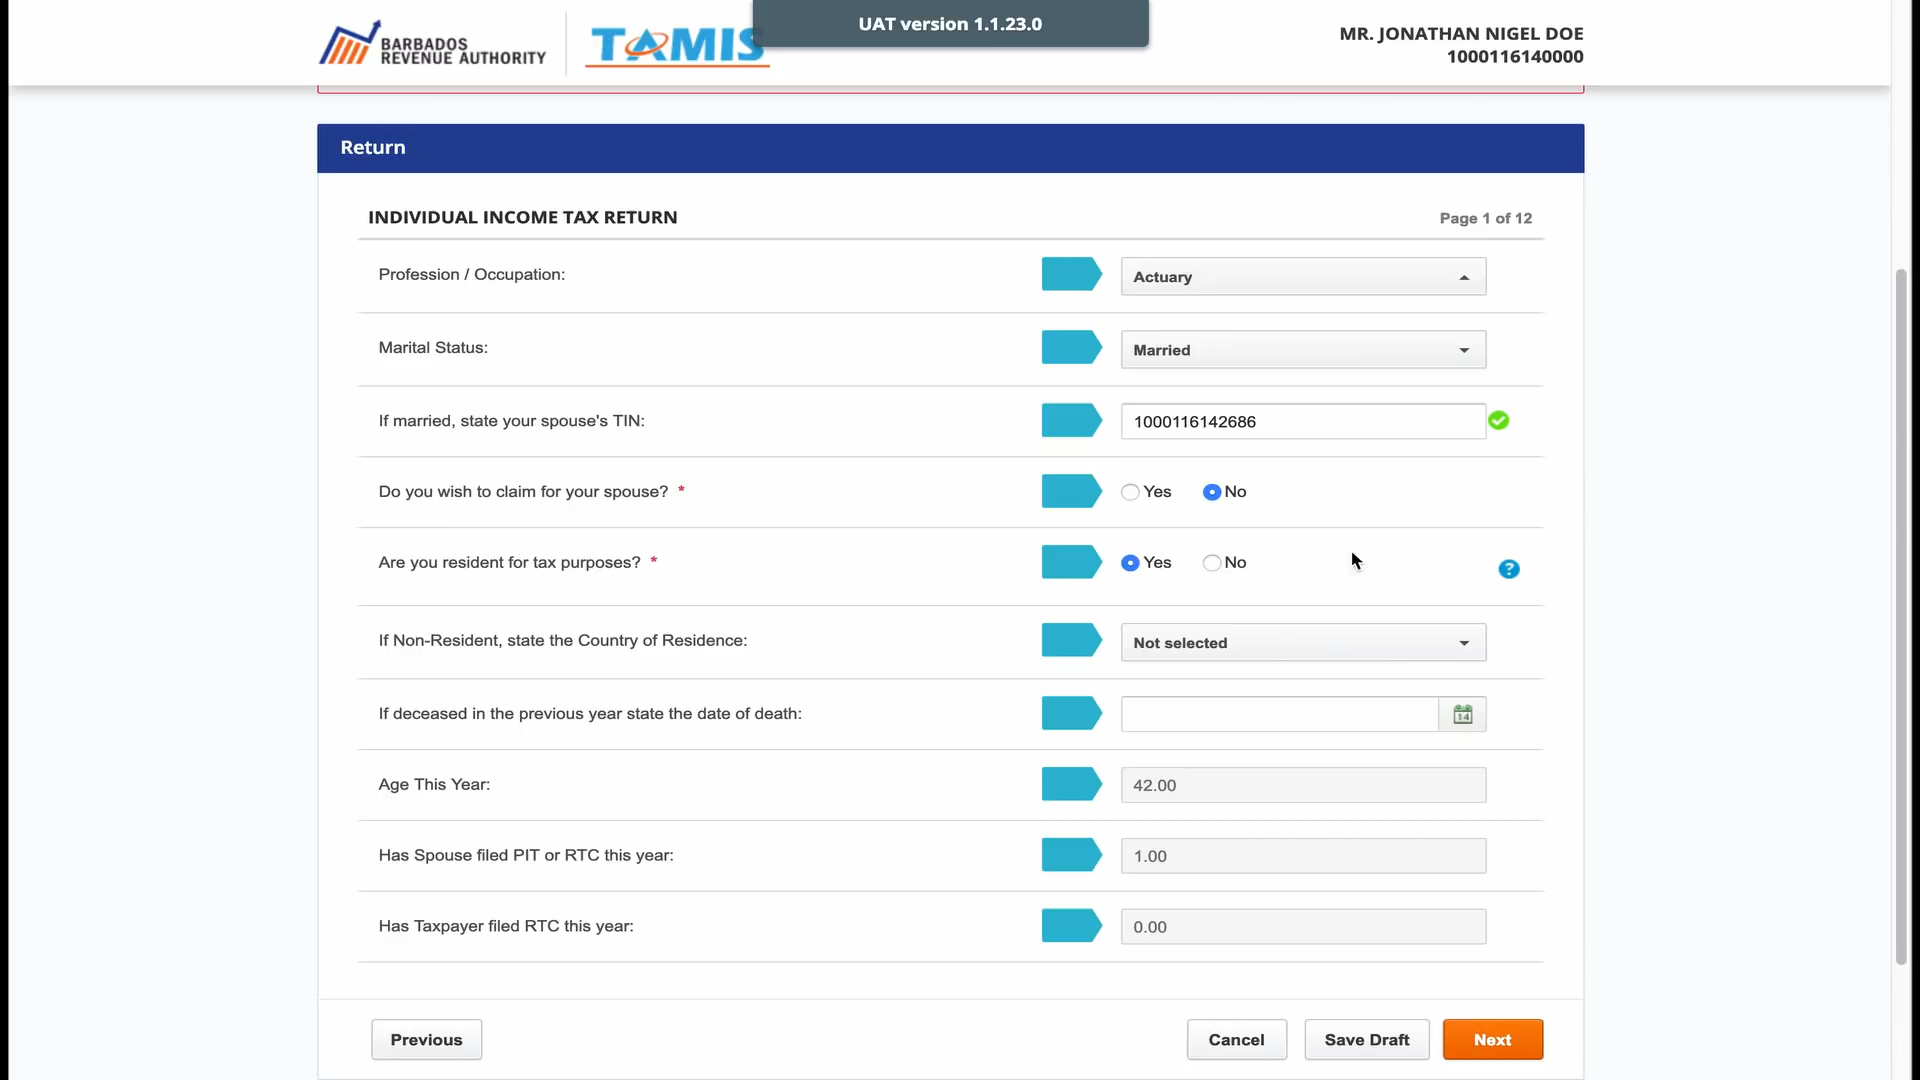 UAT version 1.1.23.0
BARBADOS
REVENUE AUTHORITY
TAMIS
MR. JONATHAN NIGEL DOE
1000116140000
Return
INDIVIDUAL INCOME TAX RETURN
Page 1 of 12
Profession / Occupation:
Actuary
Marital Status:
Married
If married, state your spouse's TIN:
1000116142686
Do you wish to claim for your spouse? *
Yes No
Are you resident for tax purposes? *
Yes No
?
If Non-Resident, state the Country of Residence:
Not selected
If deceased in the previous year state the date of death:
14
Age This Year:
42.00
Has Spouse filed PIT or RTC this year:
1.00
Has Taxpayer filed RTC this year:
0.00
Previous
Cancel
Save Draft
Next